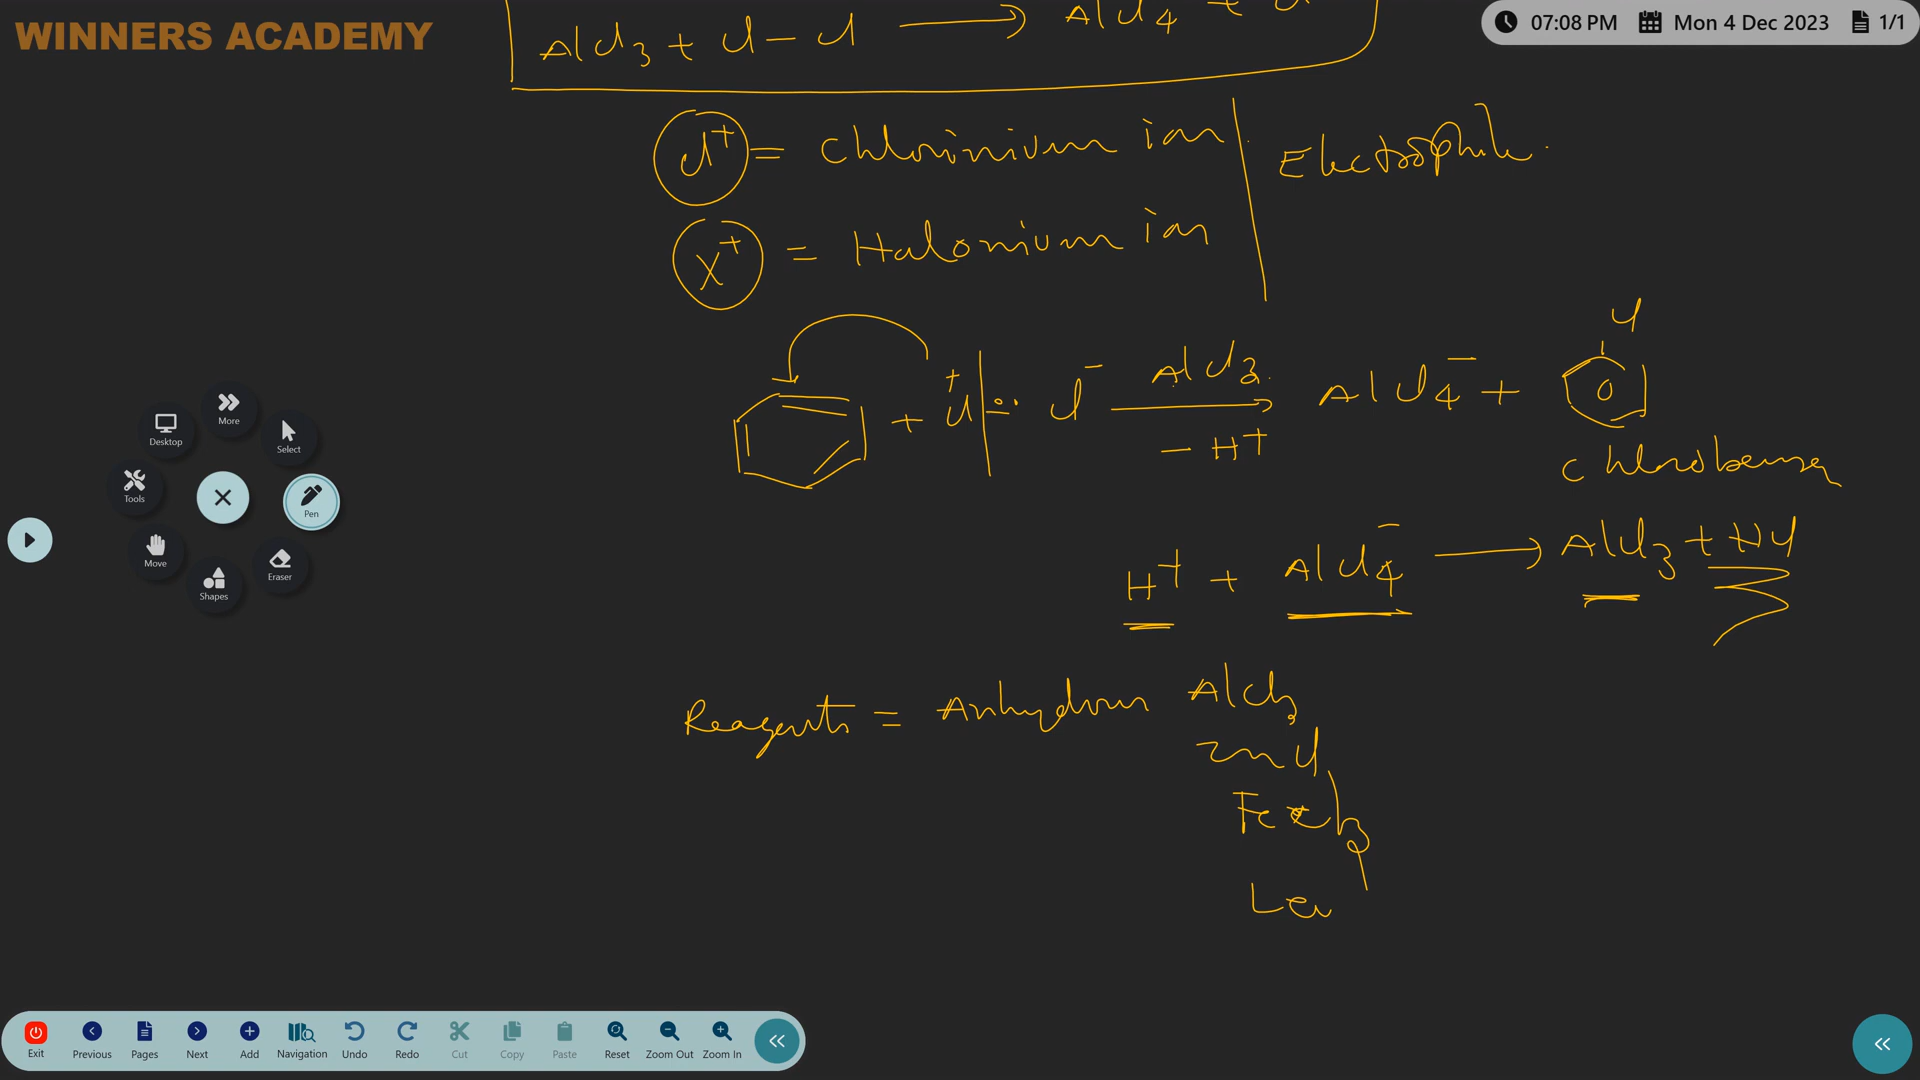 WINNERS ACADEMY
07:08 PM Mon 4 Dec 2023 1/1
AlCl3 + Cl - Cl → AlCl4 +
Cl+ = Chloninium ion Electrophile.
X+ = Halonium ion
Cl
+ Cl+ Cl- AlCl3 → AlCl4- +
- H+
H+ + AlCl4- → AlCl3 + HCl
Reagents = Anhydrous AlCl3
ZnCl
FeCl3
Lew
More
Desktop
Select
Tools
Pen
Move
Eraser
Shapes
Exit Previous Pages Next Add Navigation Undo Redo Cut Copy Paste Reset Zoom Out Zoom In